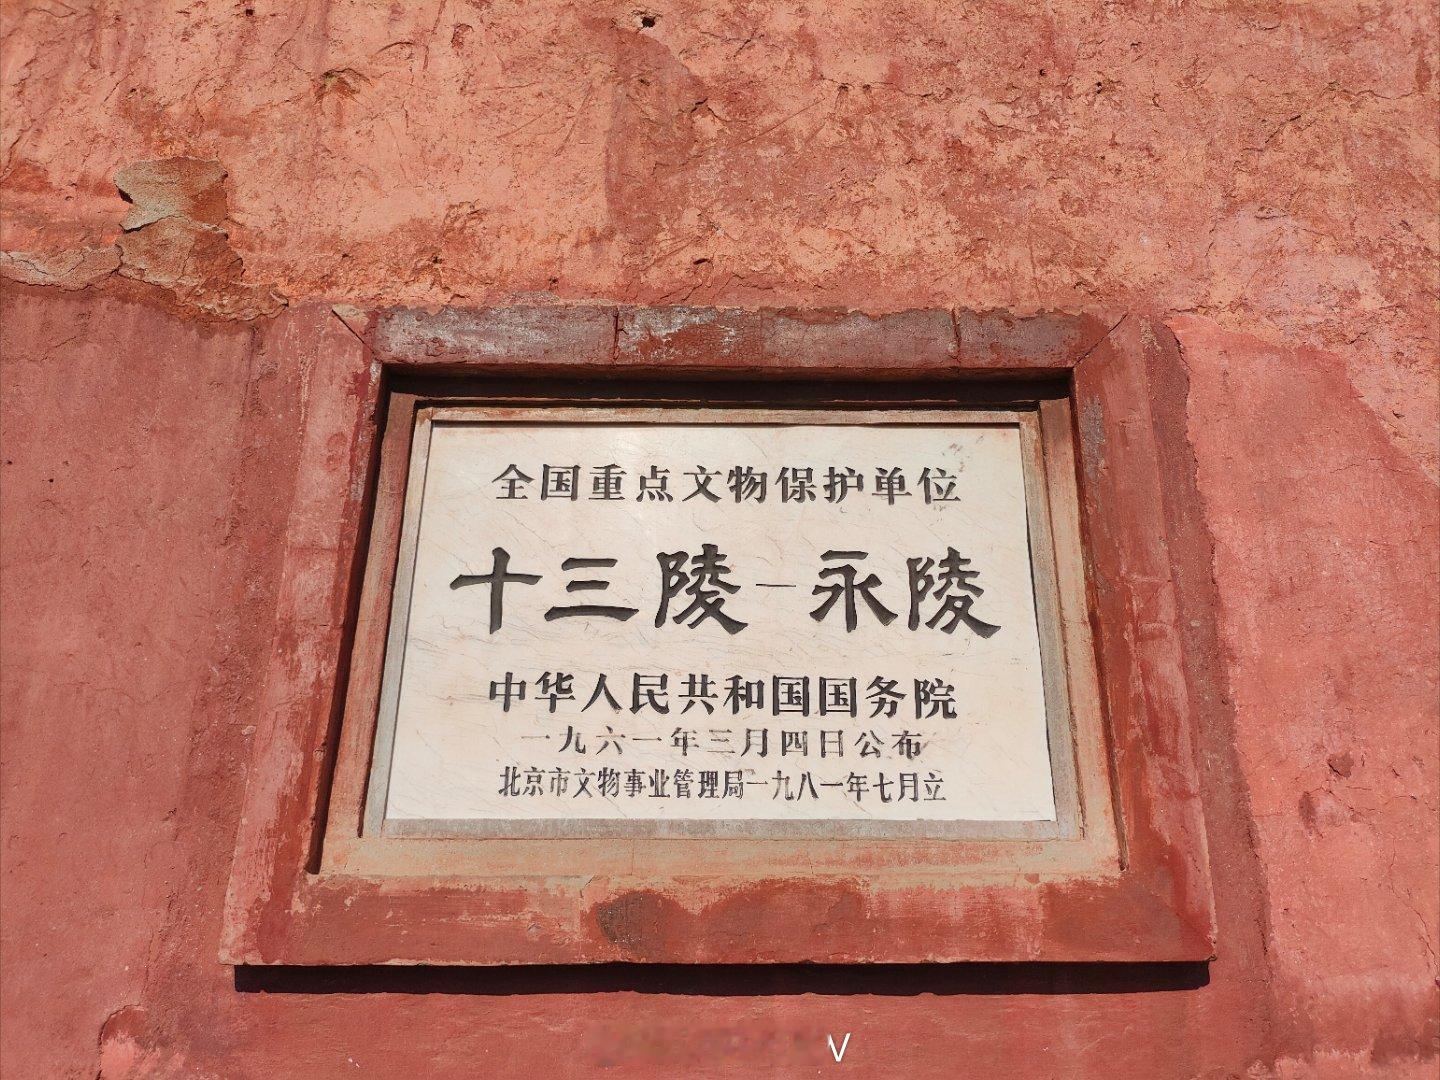 全国重点文物保护单位
十三陵－永陵
中华人民共和国国务院
一九六一年三月四日公布
北京市文物事业管理局一九八一年七月立